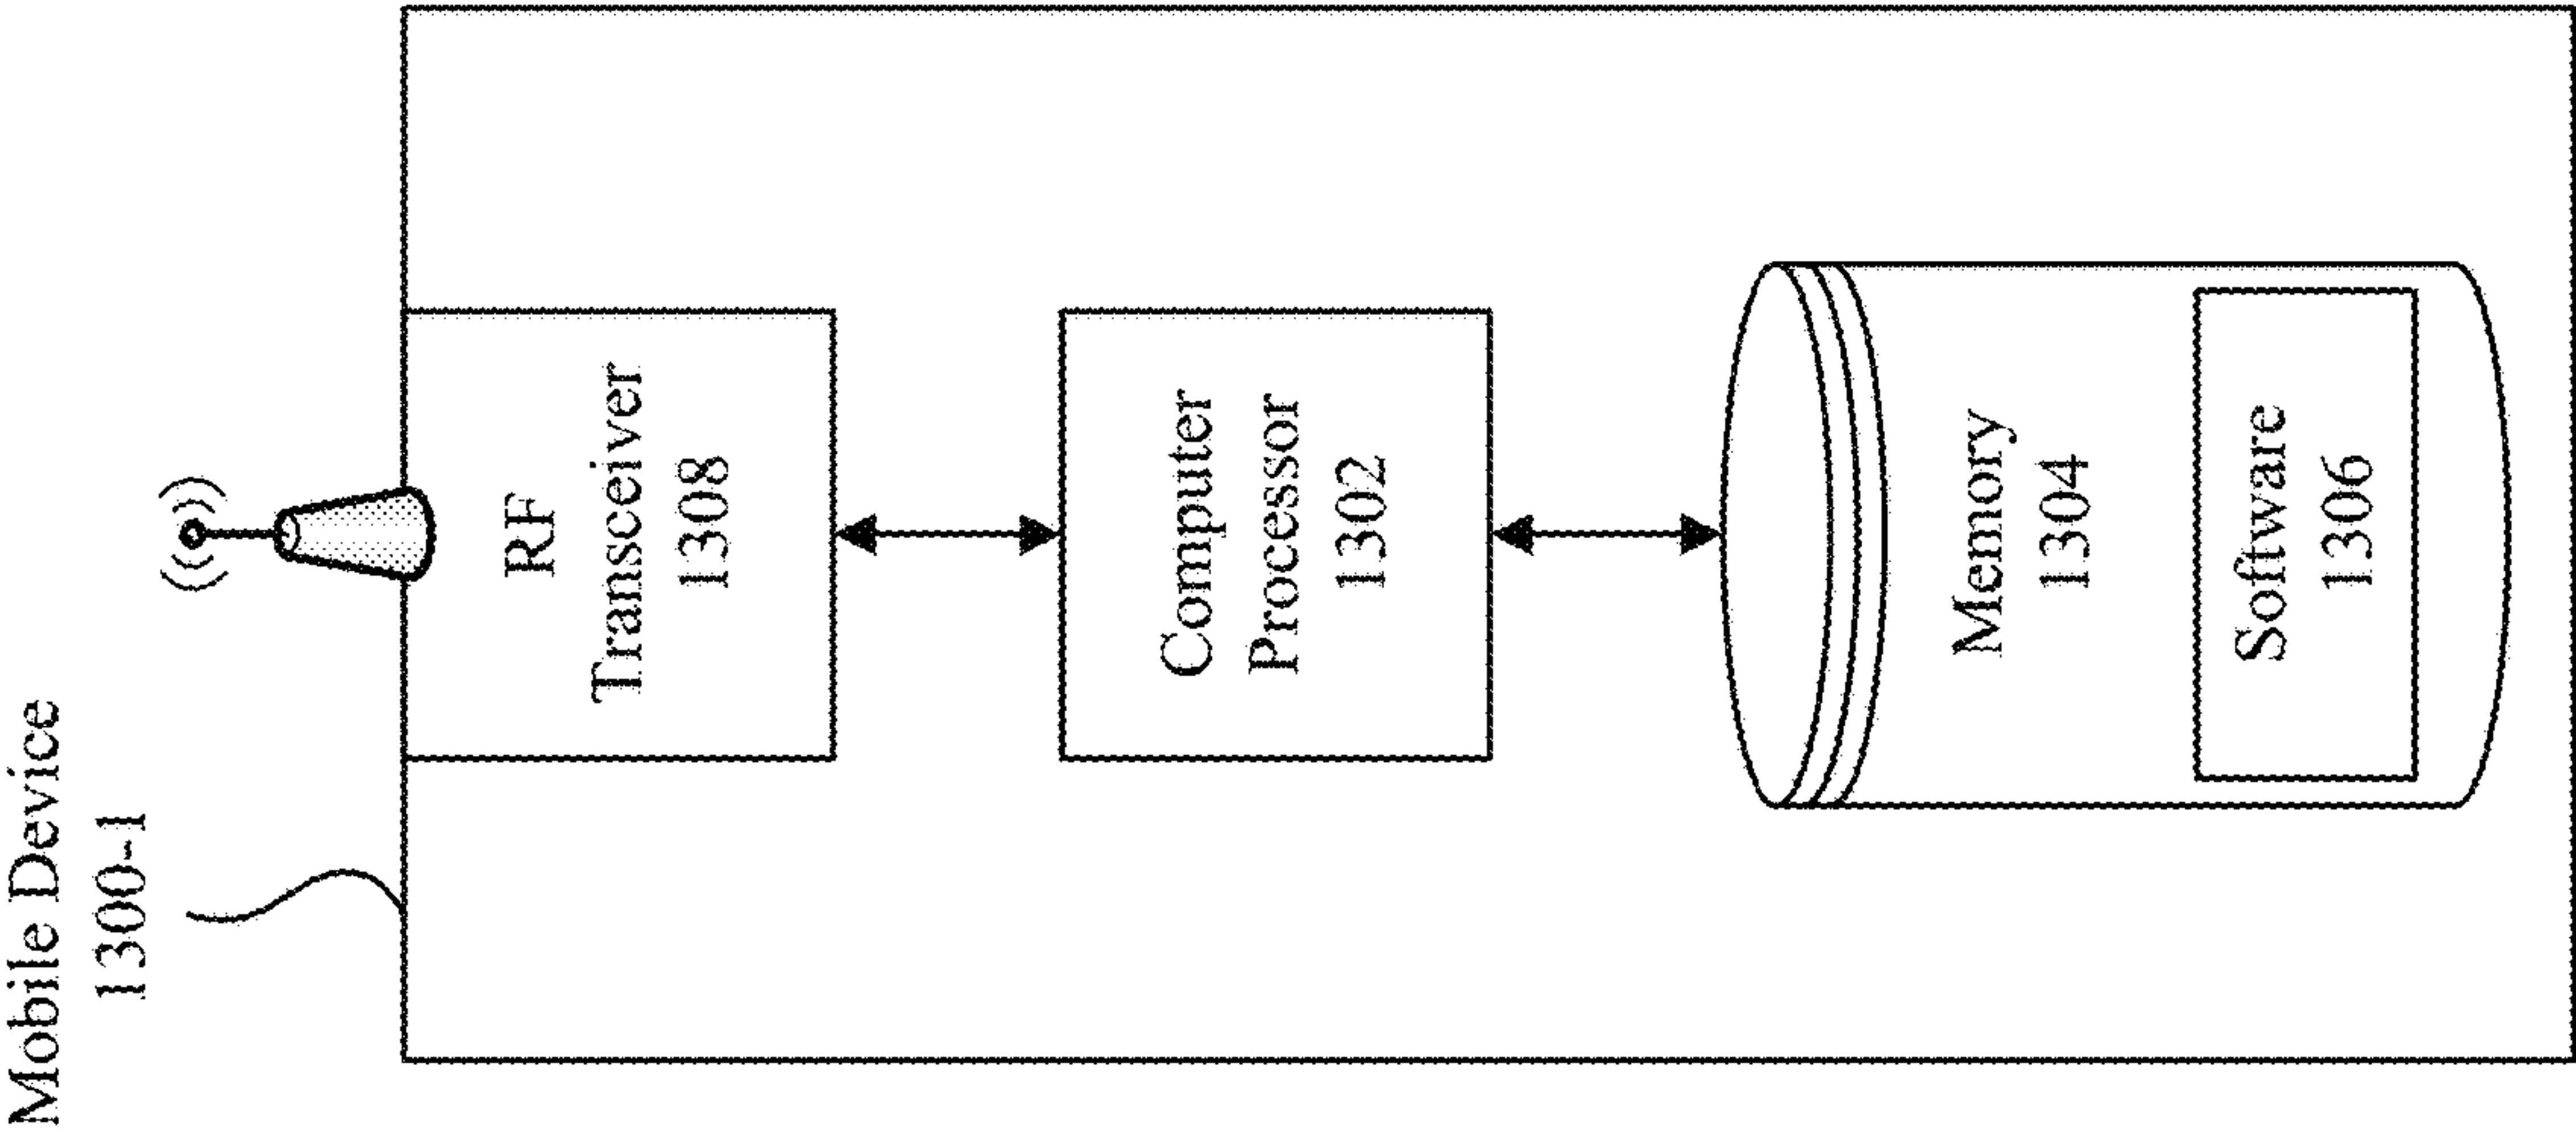 Mobile Device
1300-1
RF
Transceiver
1308
Computer
Processor
1302
Memory
1304
Software
1306